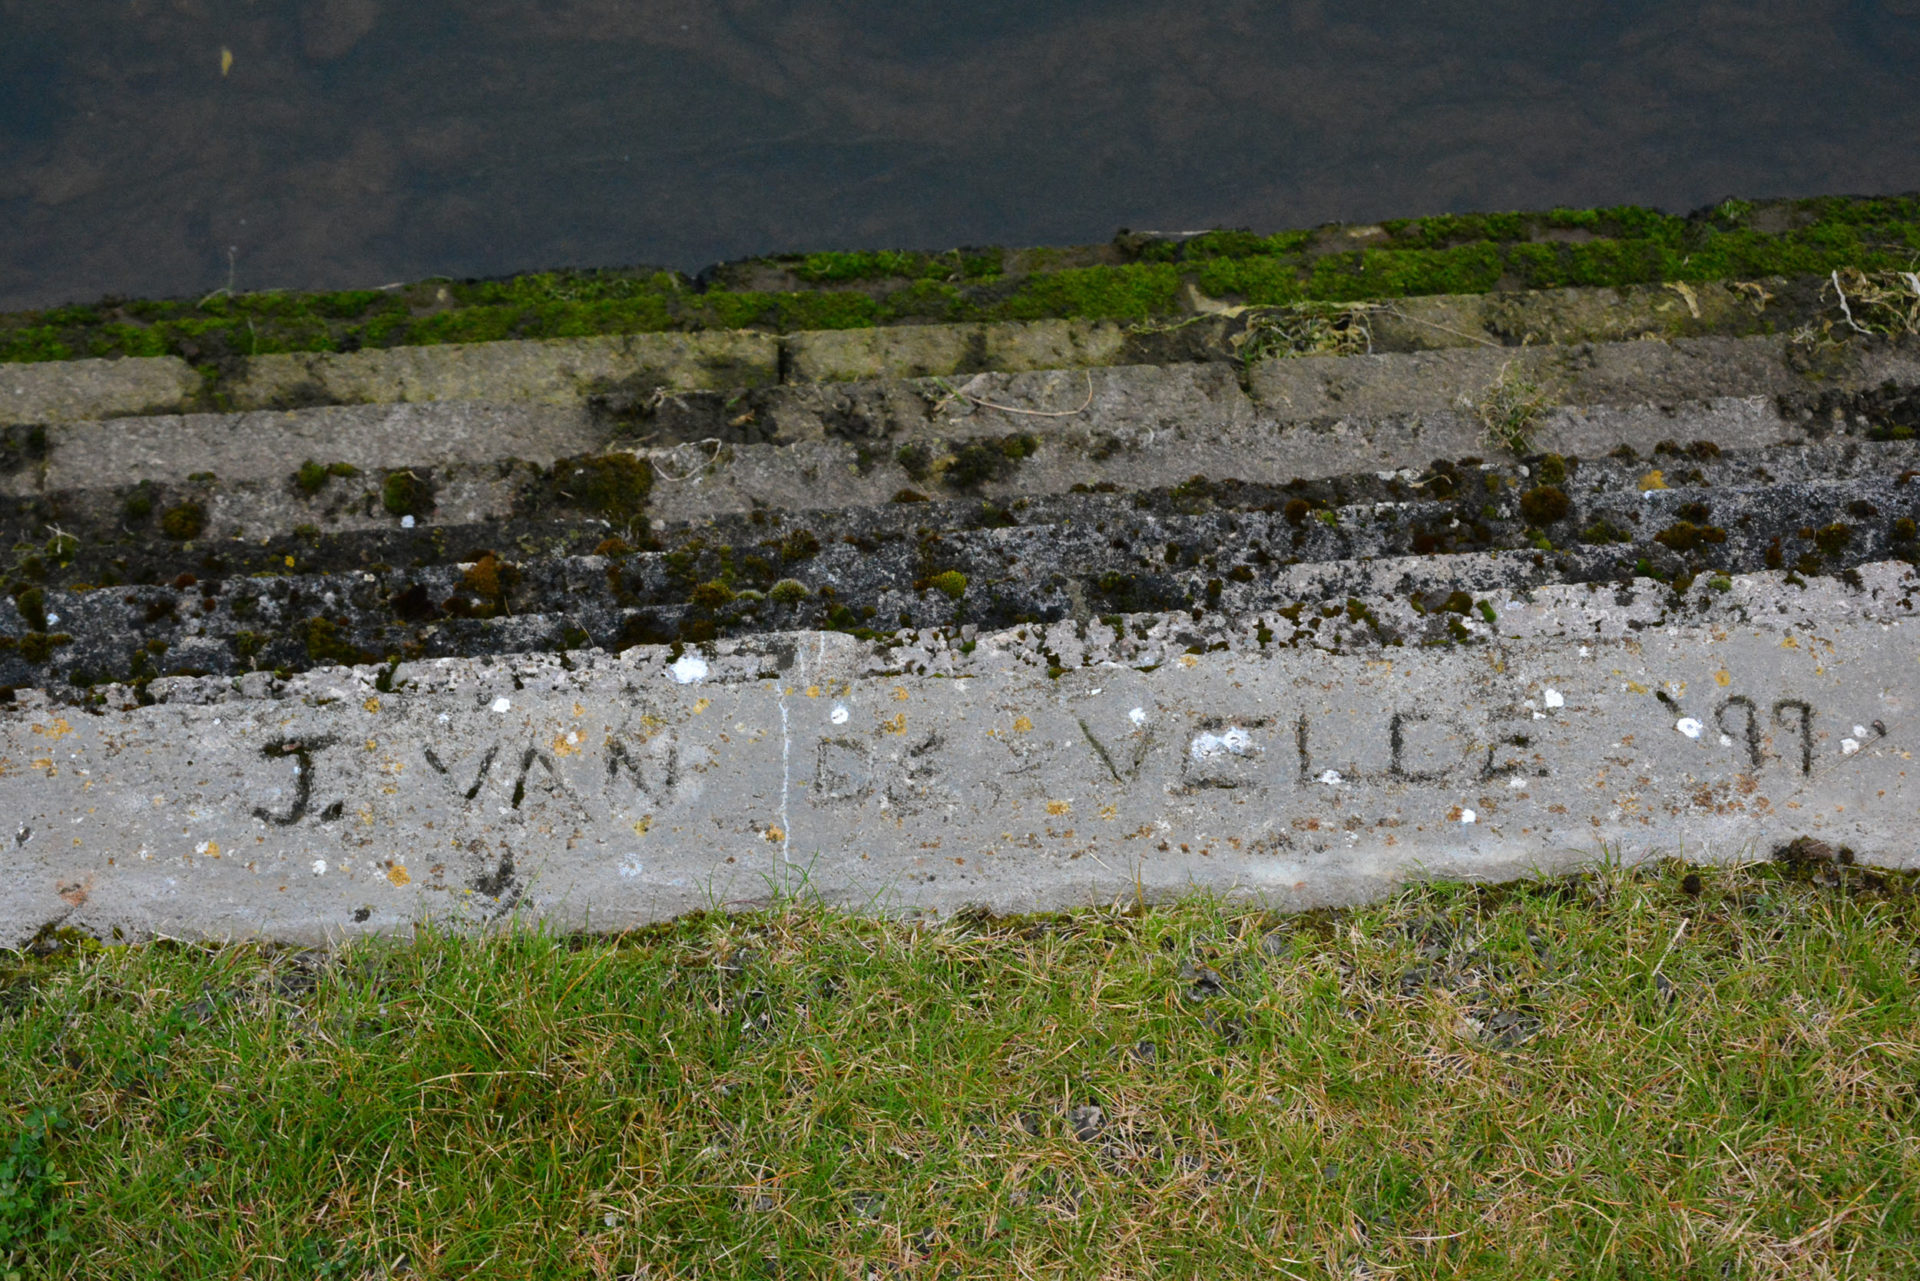 J. VAN DE VELDE '99